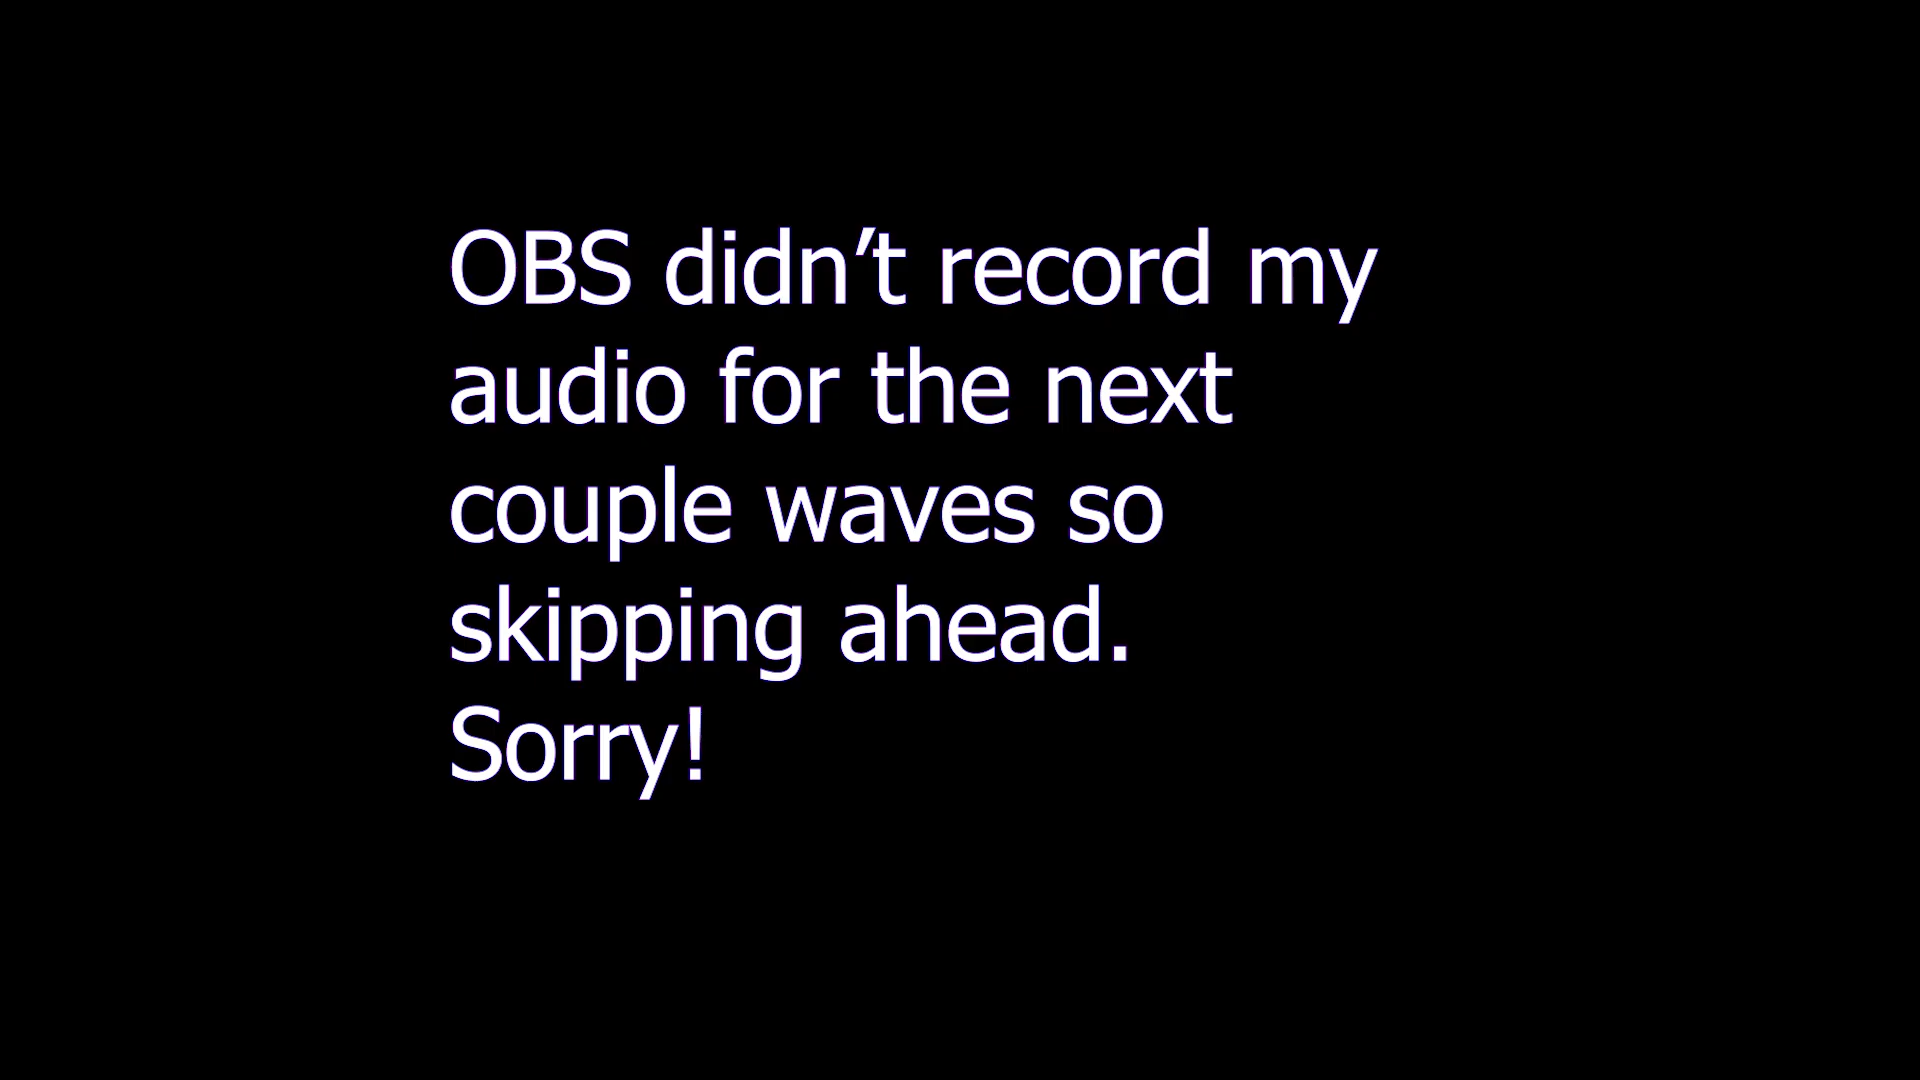 OBS didn’t record my
audio for the next
couple waves so
skipping ahead.
Sorry!